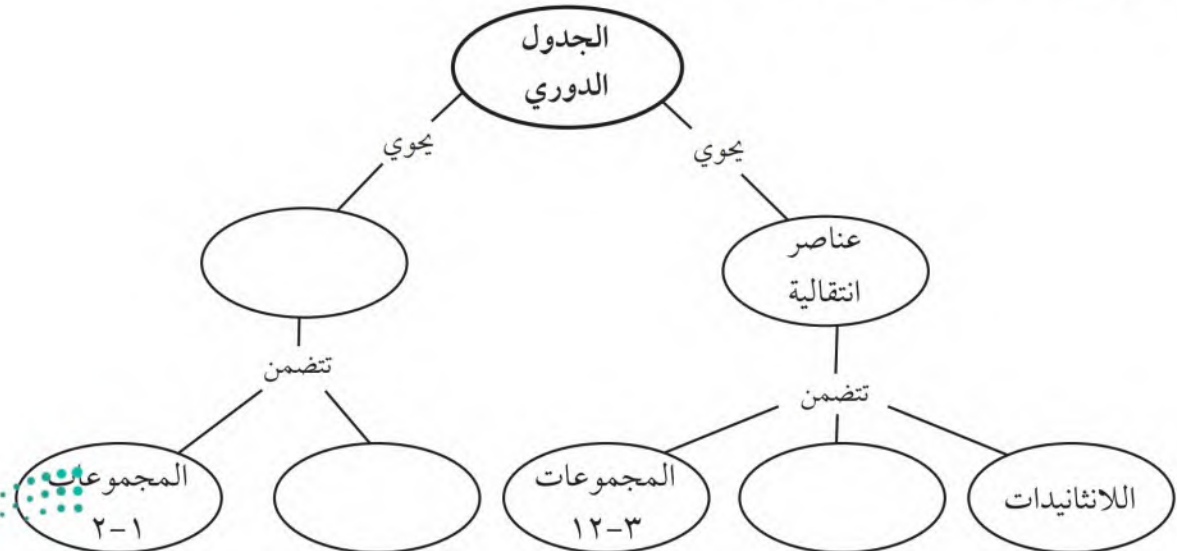 الجدول
الدوري
يحوي
يحوي
عناصر
انتقالية
تتضمن
تتضمن
اللانثانيدات
المجموعات
٣-١٢
المجموعات
١-٢